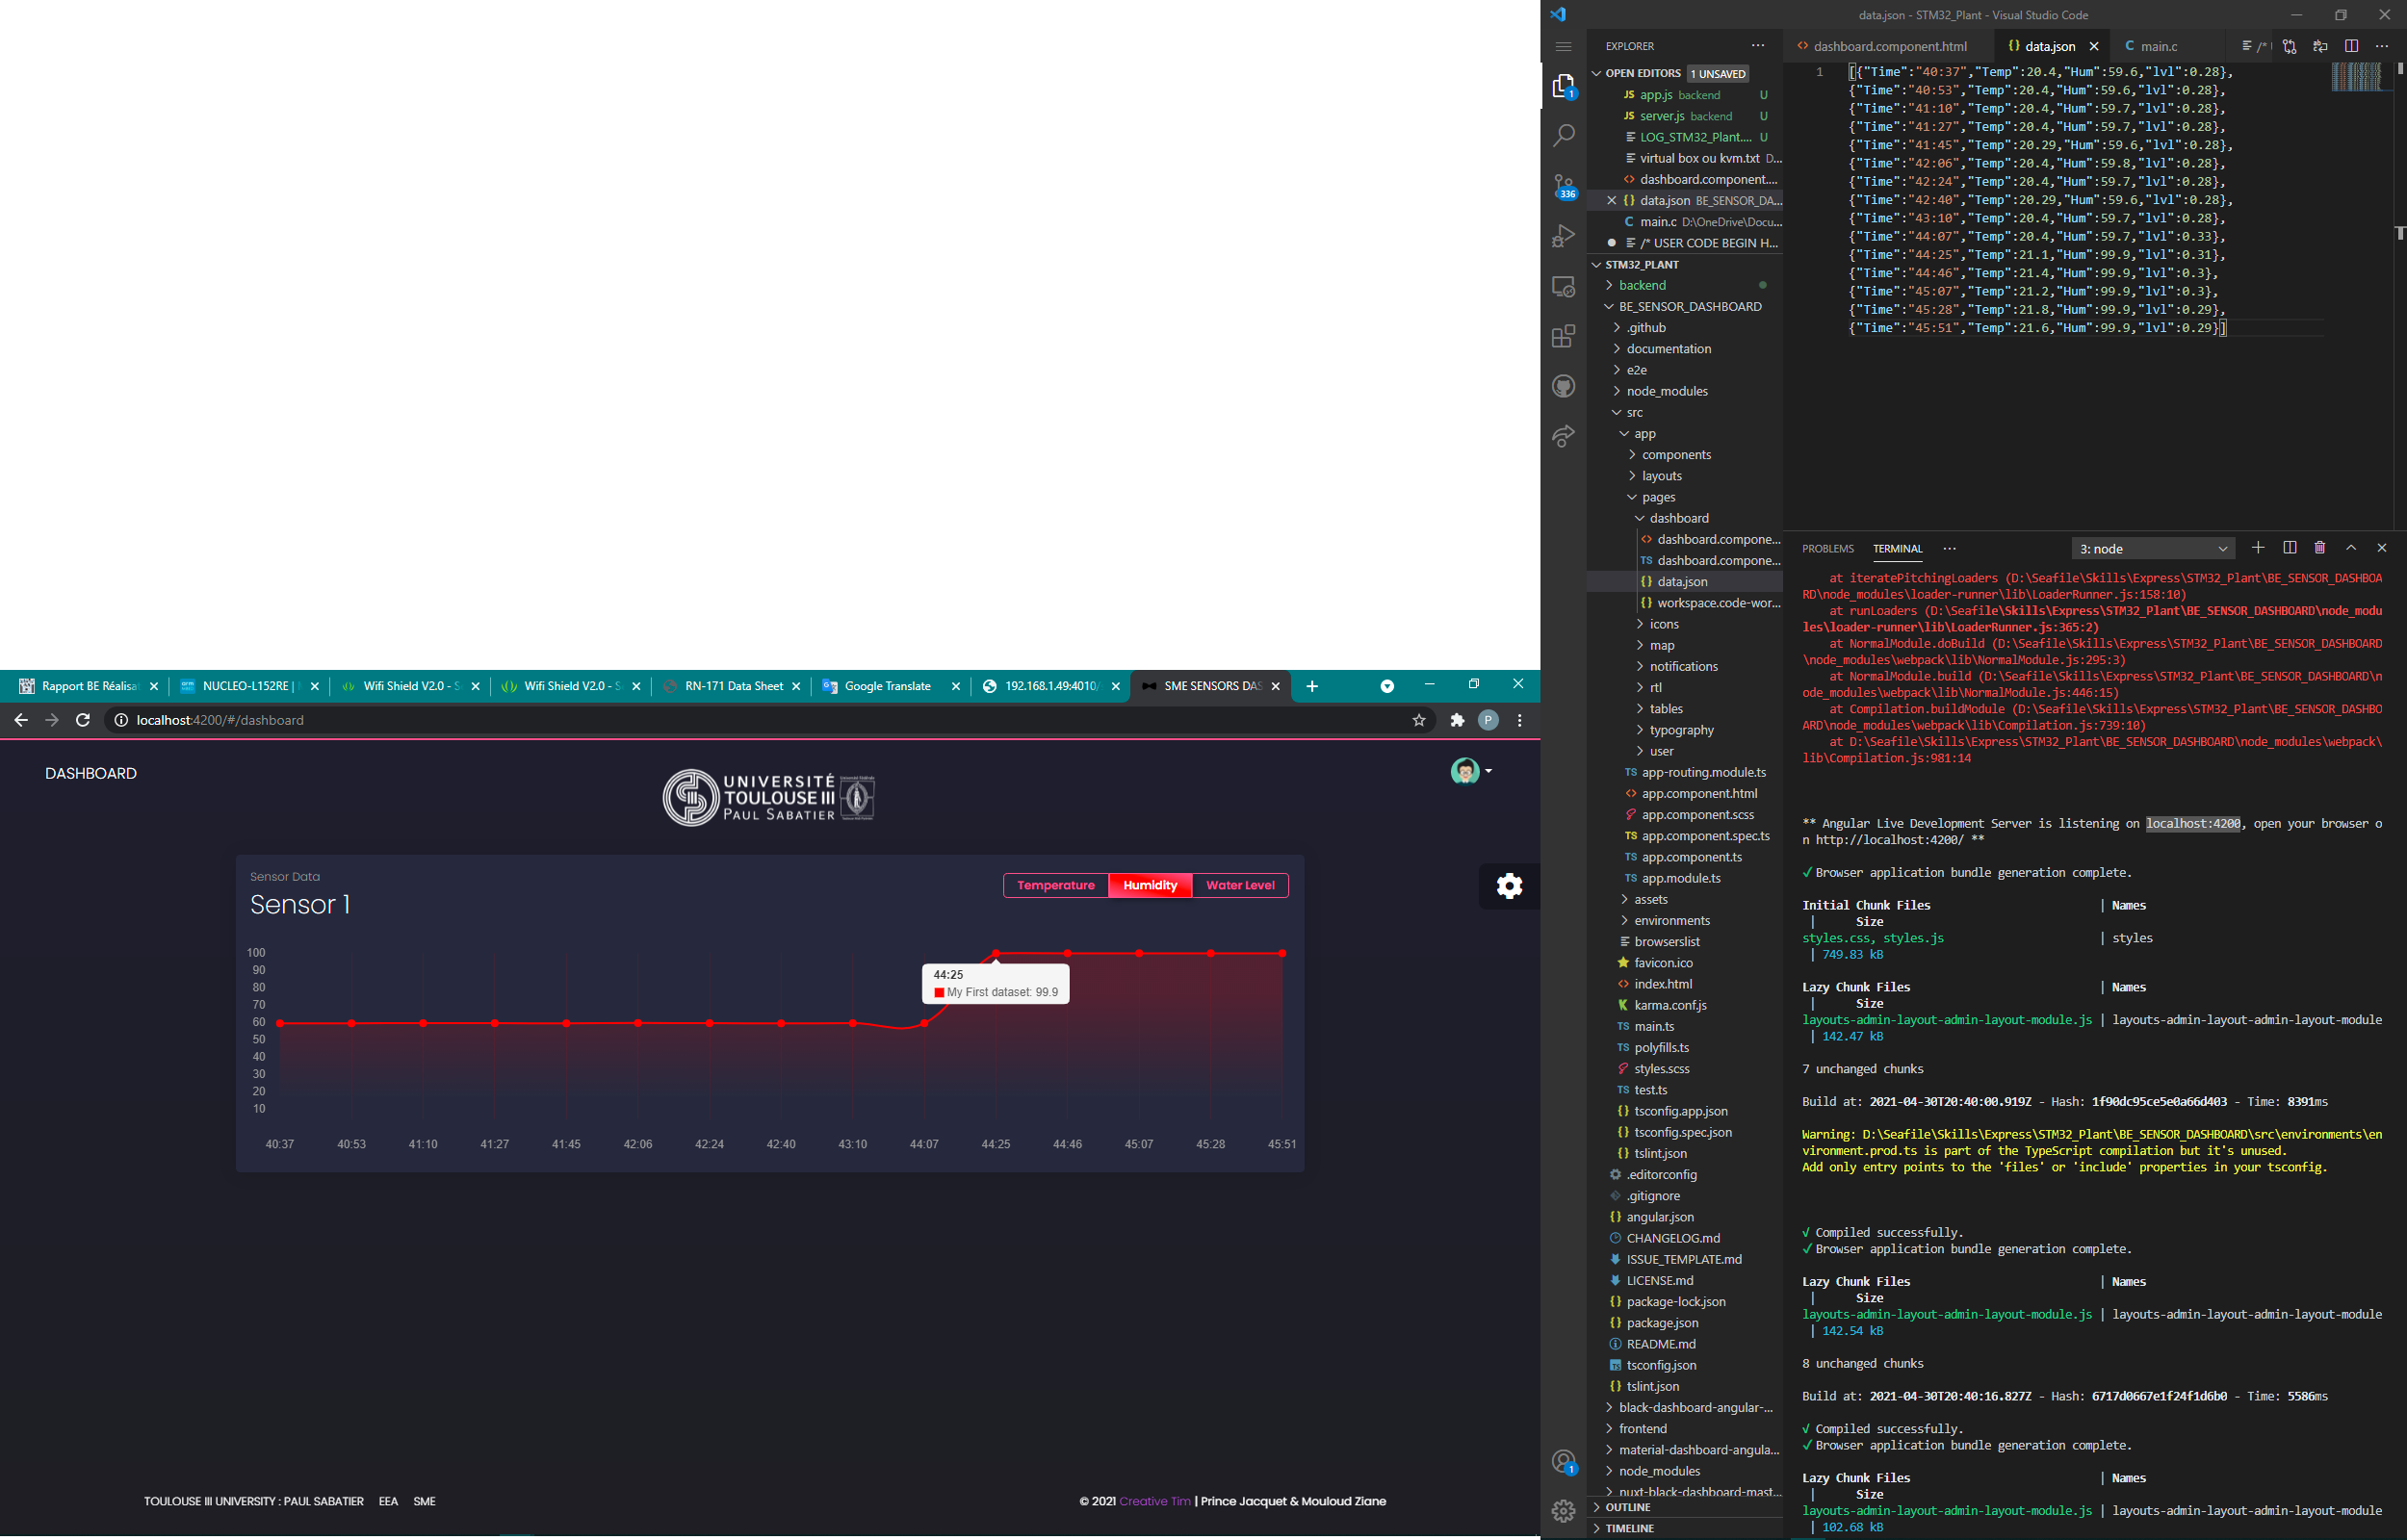 Rapport BE Réalisa
NUCLEO-L152RE |
Wifi Shield V2.0 - S
Wifi Shield V2.0 - S
RN-171 Data Sheet
Google Translate
192.168.1.49:4010/
SME SENSORS DAS
localhost:4200/#/dashboard
P
DASHBOARD
UNIVERSITÉ
TOULOUSE III
PAUL SABATIER
Sensor Data
Sensor 1
Temperature
Humidity
Water Level
100
90
80
70
60
50
40
30
20
10
44:25
My First dataset: 99.9
40:37 40:53 41:10 41:27 41:45 42:06 42:24 42:40 43:10 44:07 44:25 44:46 45:07 45:28 45:51
TOULOUSE III UNIVERSITY : PAUL SABATIER EEA SME
© 2021 Creative Tim | Prince Jacquet & Mouloud Ziane
data.json - STM32_Plant - Visual Studio Code
1
336
1
EXPLORER
OPEN EDITORS 1 UNSAVED
JS app.js backend U
JS server.js backend U
LOG_STM32_Plant.... U
virtual box ou kvm.txt D...
dashboard.component....
{} data.json BE_SENSOR_DA...
C main.c D:\OneDrive\Docu...
/* USER CODE BEGIN H...
STM32_PLANT
backend
BE_SENSOR_DASHBOARD
.github
documentation
e2e
node_modules
src
app
components
layouts
pages
dashboard
dashboard.compone...
TS dashboard.compone...
{} data.json
{} workspace.code-wor...
icons
map
notifications
rtl
tables
typography
user
TS app-routing.module.ts
app.component.html
app.component.scss
TS app.component.spec.ts
TS app.component.ts
TS app.module.ts
assets
environments
browserslist
favicon.ico
index.html
karma.conf.js
TS main.ts
TS polyfills.ts
styles.scss
TS test.ts
{} tsconfig.app.json
{} tsconfig.spec.json
{} tslint.json
.editorconfig
.gitignore
{} angular.json
CHANGELOG.md
ISSUE_TEMPLATE.md
LICENSE.md
{} package-lock.json
{} package.json
README.md
tsconfig.json
{} tslint.json
black-dashboard-angular-...
frontend
material-dashboard-angula...
node_modules
nuxt-black-dashboard-mast...
OUTLINE
TIMELINE
<> dashboard.component.html
{} data.json
C main.c
/*
1 [{"Time":"40:37","Temp":20.4,"Hum":59.6,"lvl":0.28},
{"Time":"40:53","Temp":20.4,"Hum":59.6,"lvl":0.28},
{"Time":"41:10","Temp":20.4,"Hum":59.7,"lvl":0.28},
{"Time":"41:27","Temp":20.4,"Hum":59.7,"lvl":0.28},
{"Time":"41:45","Temp":20.29,"Hum":59.6,"lvl":0.28},
{"Time":"42:06","Temp":20.4,"Hum":59.8,"lvl":0.28},
{"Time":"42:24","Temp":20.4,"Hum":59.7,"lvl":0.28},
{"Time":"42:40","Temp":20.29,"Hum":59.6,"lvl":0.28},
{"Time":"43:10","Temp":20.4,"Hum":59.7,"lvl":0.28},
{"Time":"44:07","Temp":20.4,"Hum":59.7,"lvl":0.33},
{"Time":"44:25","Temp":21.1,"Hum":99.9,"lvl":0.31},
{"Time":"44:46","Temp":21.4,"Hum":99.9,"lvl":0.3},
{"Time":"45:07","Temp":21.2,"Hum":99.9,"lvl":0.3},
{"Time":"45:28","Temp":21.8,"Hum":99.9,"lvl":0.29},
{"Time":"45:51","Temp":21.6,"Hum":99.9,"lvl":0.29}]
PROBLEMS TERMINAL ... 3: node
at iteratePitchingLoaders (D:\Seafile\Skills\Express\STM32_Plant\BE_SENSOR_DASHBOA
RD\node_modules\loader-runner\lib\LoaderRunner.js:158:10)
at runLoaders (D:\Seafile\Skills\Express\STM32_Plant\BE_SENSOR_DASHBOARD\node_modu
les\loader-runner\lib\LoaderRunner.js:365:2)
at NormalModule.doBuild (D:\Seafile\Skills\Express\STM32_Plant\BE_SENSOR_DASHBOARD
\node_modules\webpack\lib\NormalModule.js:295:3)
at NormalModule.build (D:\Seafile\Skills\Express\STM32_Plant\BE_SENSOR_DASHBOARD\n
ode_modules\webpack\lib\NormalModule.js:446:15)
at Compilation.buildModule (D:\Seafile\Skills\Express\STM32_Plant\BE_SENSOR_DASHBO
ARD\node_modules\webpack\lib\Compilation.js:739:10)
at D:\Seafile\Skills\Express\STM32_Plant\BE_SENSOR_DASHBOARD\node_modules\webpack\
lib\Compilation.js:981:14
** Angular Live Development Server is listening on localhost:4200, open your browser o
n http://localhost:4200/ **
✓ Browser application bundle generation complete.
Initial Chunk Files | Names
| Size
styles.css, styles.js | styles
| 749.83 kB
Lazy Chunk Files | Names
| Size
layouts-admin-layout-admin-layout-module.js | layouts-admin-layout-admin-layout-module
| 142.47 kB
7 unchanged chunks
Build at: 2021-04-30T20:40:00.919Z - Hash: 1f90dc95ce5e0a66d403 - Time: 8391ms
Warning: D:\Seafile\Skills\Express\STM32_Plant\BE_SENSOR_DASHBOARD\src\environments\en
vironment.prod.ts is part of the TypeScript compilation but it's unused.
Add only entry points to the 'files' or 'include' properties in your tsconfig.
√ Compiled successfully.
✓ Browser application bundle generation complete.
Lazy Chunk Files | Names
| Size
layouts-admin-layout-admin-layout-module.js | layouts-admin-layout-admin-layout-module
| 142.54 kB
8 unchanged chunks
Build at: 2021-04-30T20:40:16.827Z - Hash: 6717d0667e1f24f1d6b0 - Time: 5586ms
√ Compiled successfully.
✓ Browser application bundle generation complete.
Lazy Chunk Files | Names
| Size
layouts-admin-layout-admin-layout-module.js | layouts-admin-layout-admin-layout-module
| 102.68 kB